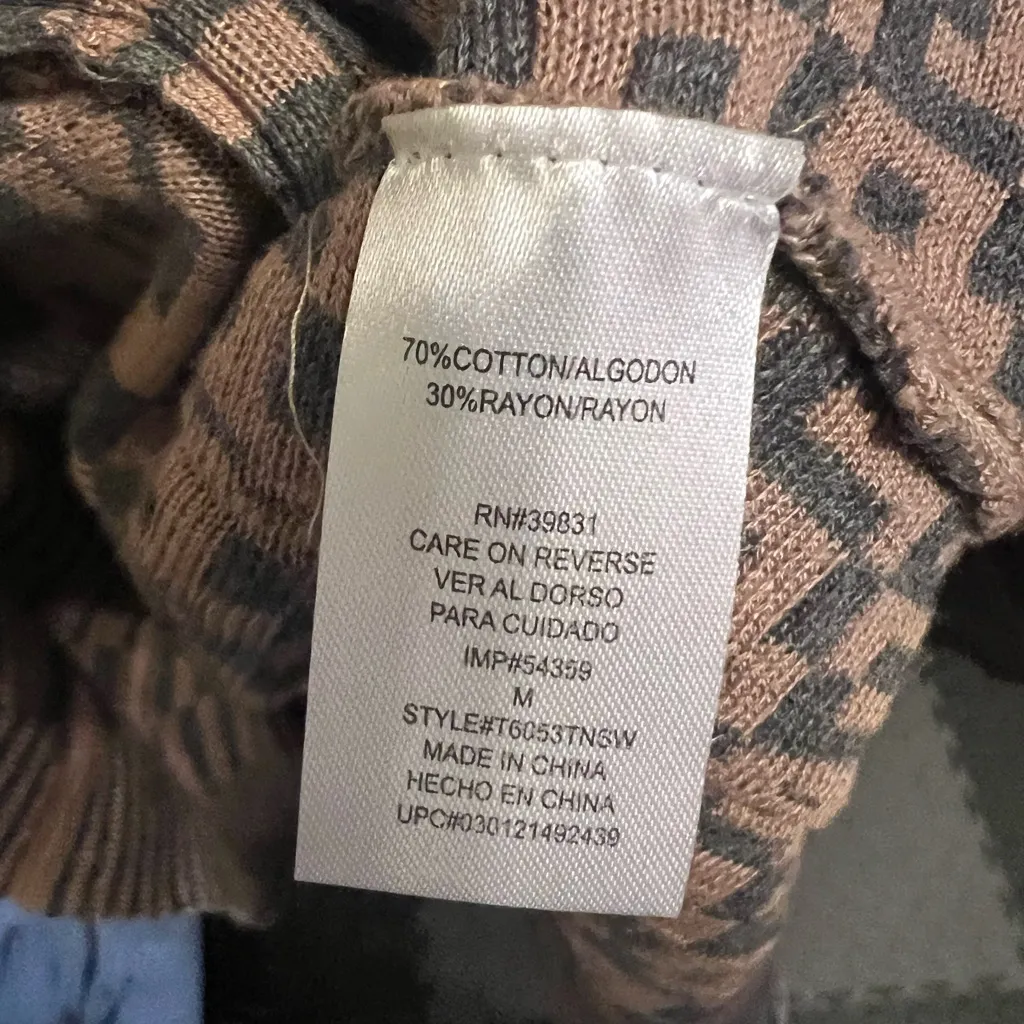 70%COTTON/ALGODON
30%RAYON/RAYON
RN#39831
CARE ON REVERSE
VER AL DORSO
PARA CUIDADO
IMP#54359
M
STYLE#T6053TNSW
MADE IN CHINA
HECHO EN CHINA
UPC#030121492439